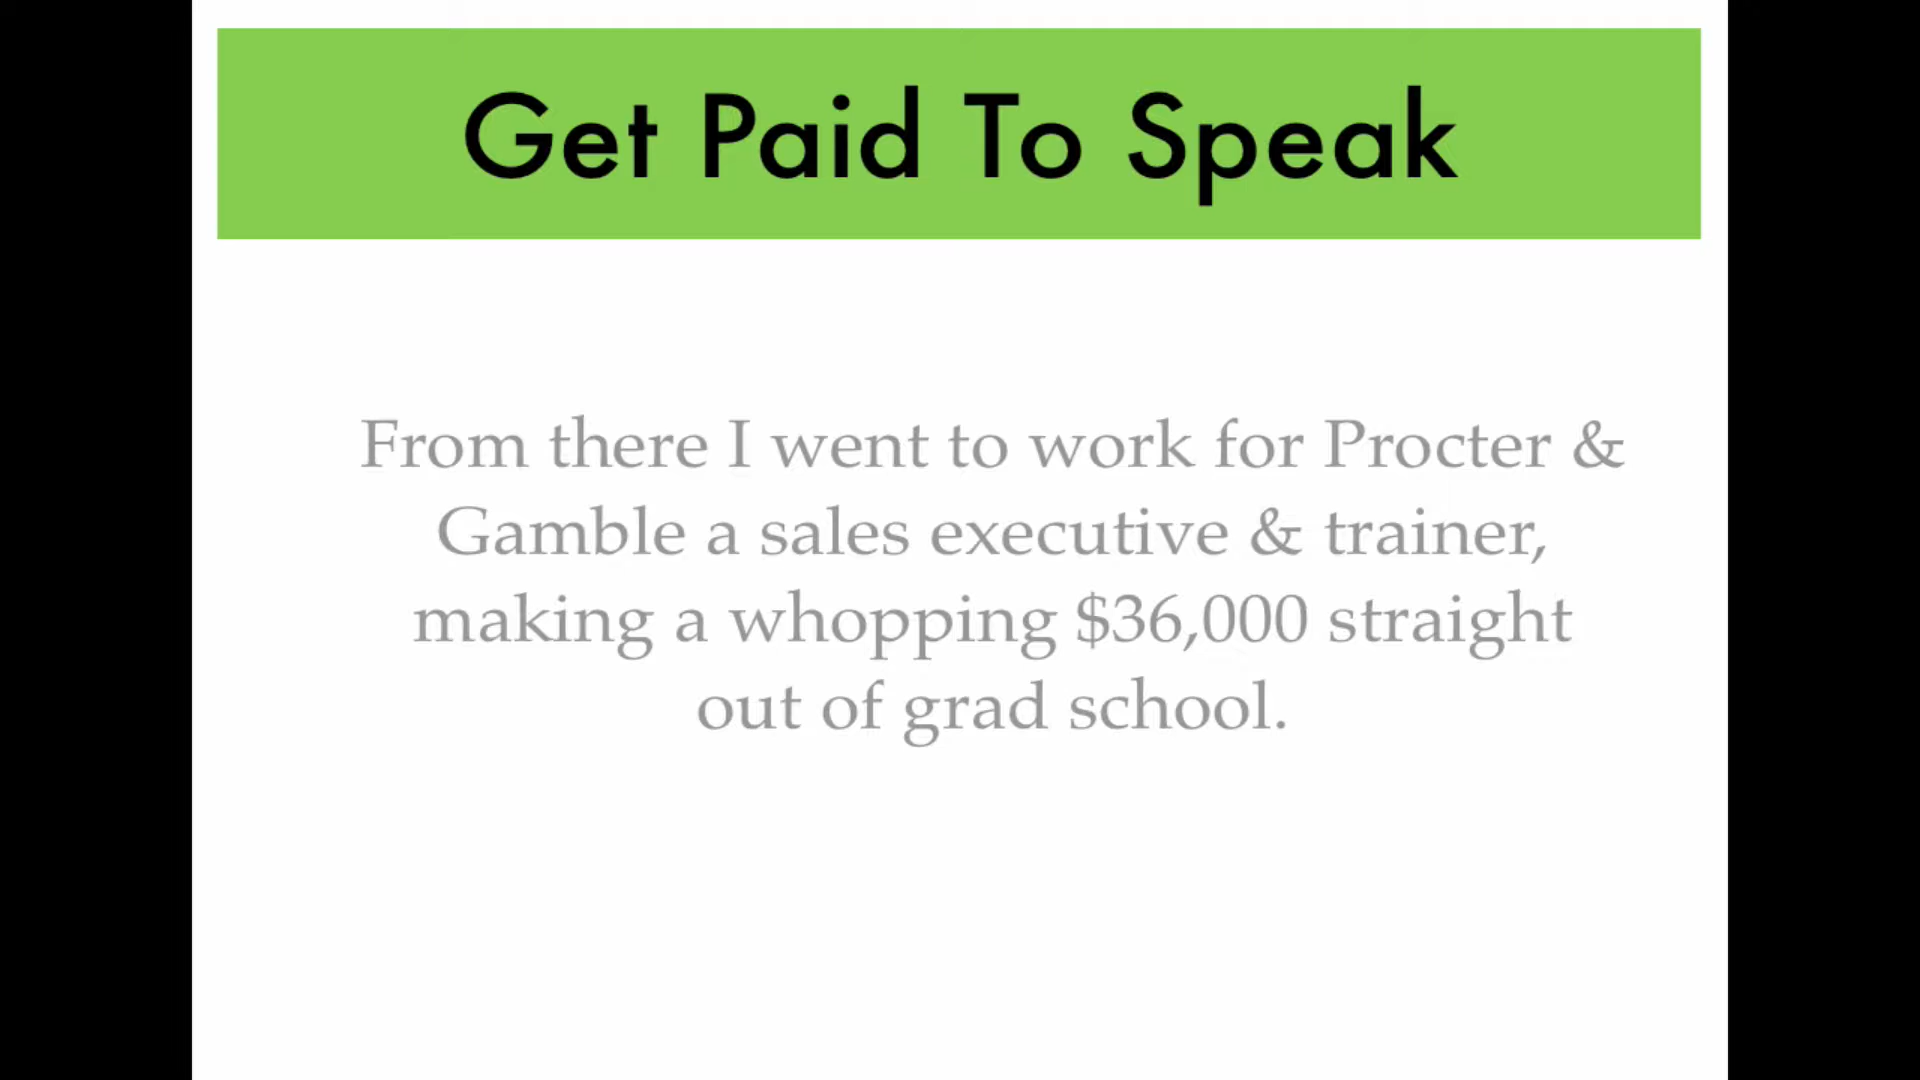 Get Paid To Speak
From there I went to work for Procter &
Gamble a sales executive & trainer,
making a whopping $36,000 straight
out of grad school.